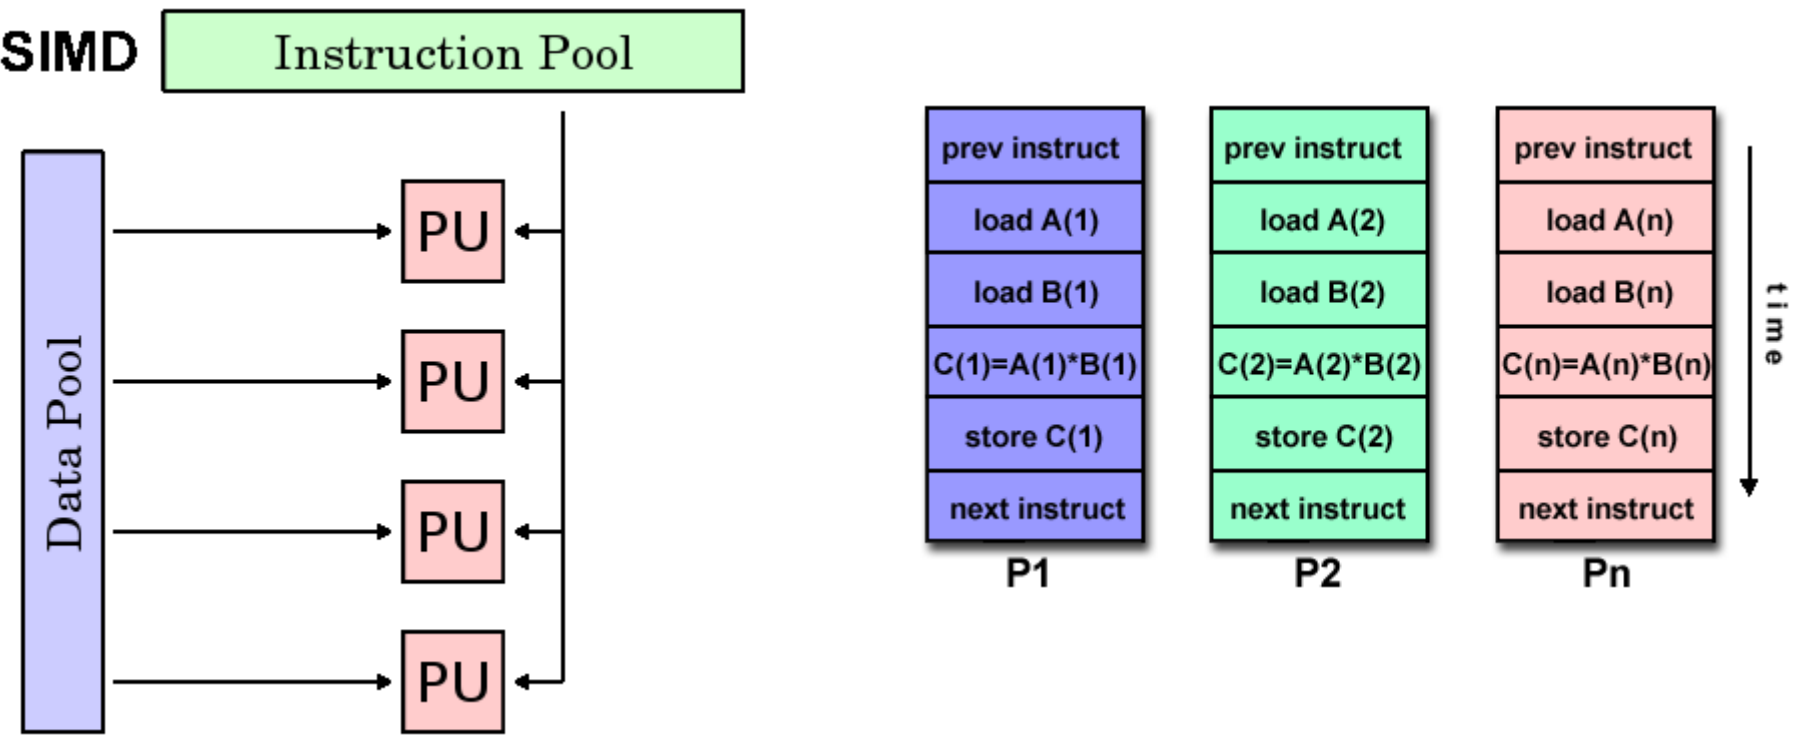 SIMD
Instruction Pool
Data Pool
PU
PU
PU
PU
prev instruct
load A(1)
load B(1)
C(1)=A(1)*B(1)
store C(1)
next instruct
P1
prev instruct
load A(2)
load B(2)
C(2)=A(2)*B(2)
store C(2)
next instruct
P2
prev instruct
load A(n)
load B(n)
C(n)=A(n)*B(n)
store C(n)
next instruct
Pn
time